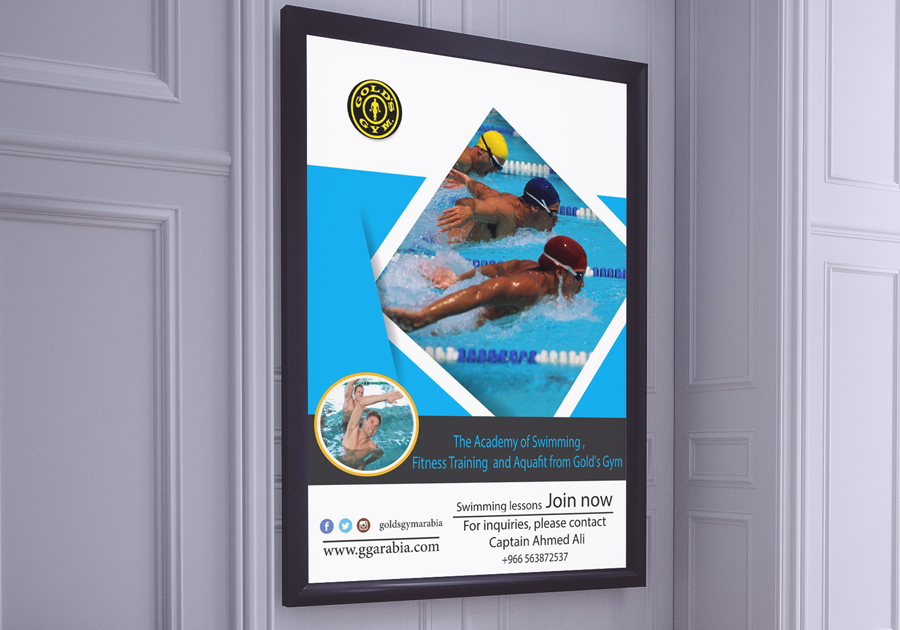 GOLD'S
GYM.
The Academy of Swimming ,
Fitness Training and Aquafit from Gold's Gym
Swimming lessons Join now
For inquiries, please contact
Captain Ahmed Ali
+966 563872537
goldsgymarabia
www.ggarabia.com